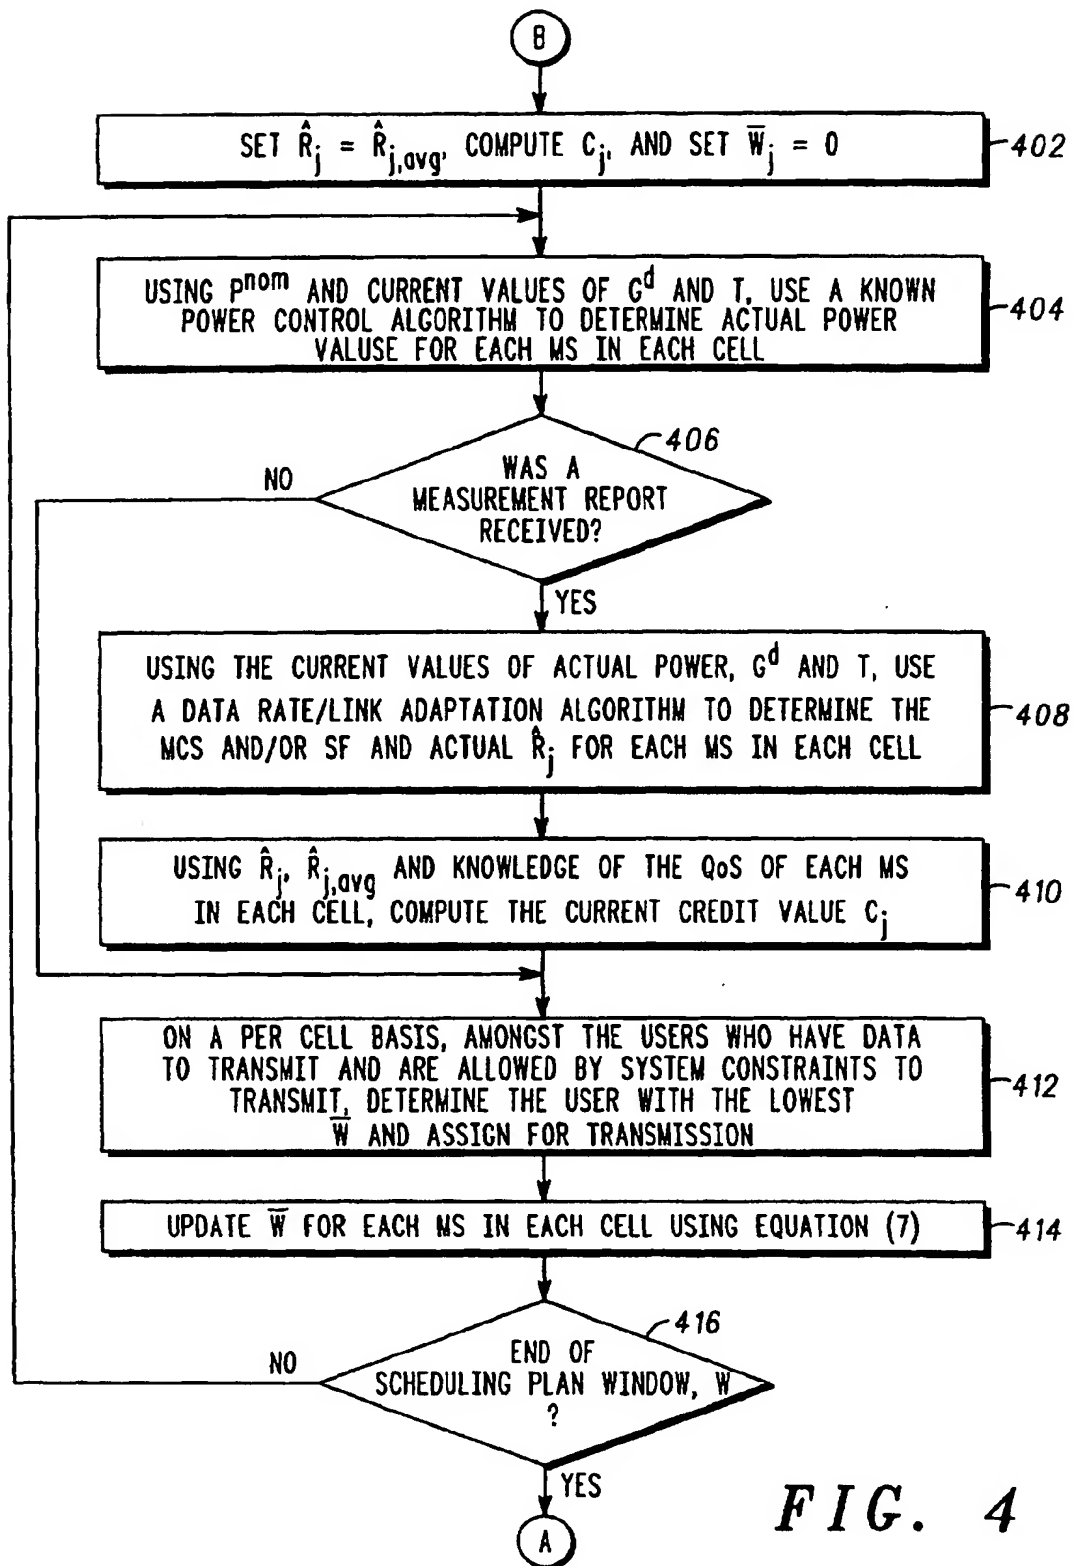 B
SET R̂j = R̂j,avg, COMPUTE Cj, AND SET W̅j = 0
402
USING Pnom AND CURRENT VALUES OF Gd AND T, USE A KNOWN
POWER CONTROL ALGORITHM TO DETERMINE ACTUAL POWER
VALUSE FOR EACH MS IN EACH CELL
404
406
WAS A
MEASUREMENT REPORT
RECEIVED?
NO
YES
USING THE CURRENT VALUES OF ACTUAL POWER, Gd AND T, USE
A DATA RATE/LINK ADAPTATION ALGORITHM TO DETERMINE THE
MCS AND/OR SF AND ACTUAL R̂j FOR EACH MS IN EACH CELL
408
USING R̂j, R̂j,avg AND KNOWLEDGE OF THE QoS OF EACH MS
IN EACH CELL, COMPUTE THE CURRENT CREDIT VALUE Cj
410
ON A PER CELL BASIS, AMONGST THE USERS WHO HAVE DATA
TO TRANSMIT AND ARE ALLOWED BY SYSTEM CONSTRAINTS TO
TRANSMIT, DETERMINE THE USER WITH THE LOWEST
W̅ AND ASSIGN FOR TRANSMISSION
412
UPDATE W̅ FOR EACH MS IN EACH CELL USING EQUATION (7)
414
416
END OF
SCHEDULING PLAN WINDOW, W
?
NO
YES
A
FIG. 4